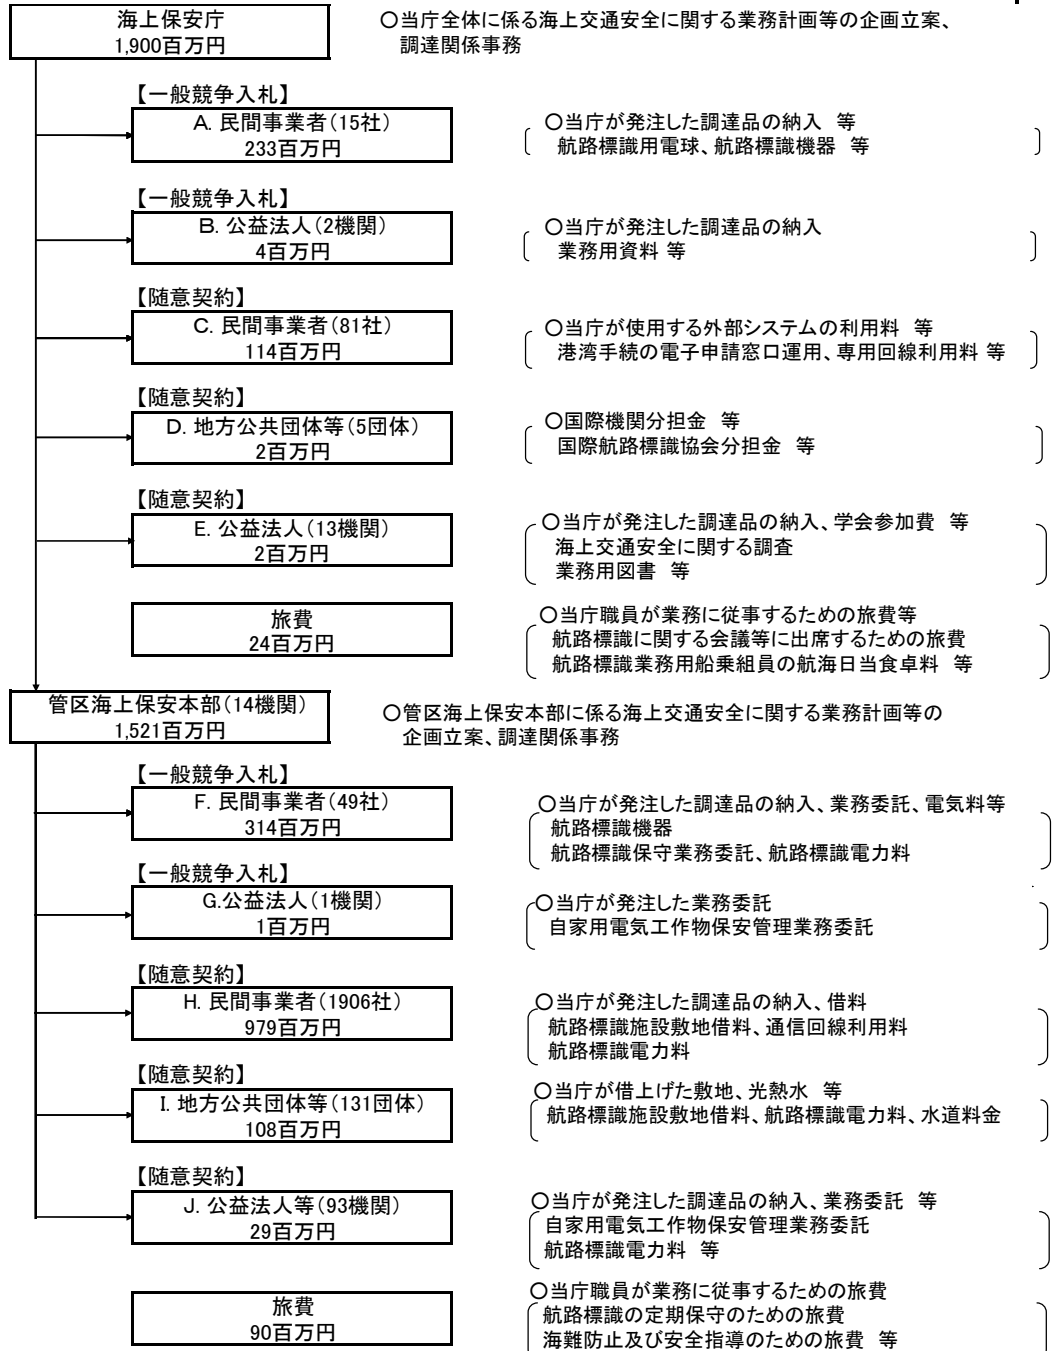 海上保安庁
1,900百万円
〇当庁全体に係る海上交通安全に関する業務計画等の企画立案、
調達関係事務
【一般競争入札】
A. 民間事業者（15社）
233百万円
〇当庁が発注した調達品の納入　等
航路標識用電球、航路標識機器　等
【一般競争入札】
B. 公益法人（2機関）
4百万円
〇当庁が発注した調達品の納入
業務用資料 等
【随意契約】
C. 民間事業者（81社）
114百万円
〇当庁が使用する外部システムの利用料　等
港湾手続の電子申請窓口運用、専用回線利用料 等
【随意契約】
D. 地方公共団体等（5団体）
2百万円
〇国際機関分担金　等
国際航路標識協会分担金　等
【随意契約】
E. 公益法人（13機関）
2百万円
〇当庁が発注した調達品の納入、学会参加費　等
海上交通安全に関する調査
業務用図書　等
旅費
24百万円
〇当庁職員が業務に従事するための旅費等
航路標識に関する会議等に出席するための旅費
航路標識業務用船乗組員の航海日当食卓料　等
管区海上保安本部（14機関）
1,521百万円
〇管区海上保安本部に係る海上交通安全に関する業務計画等の
企画立案、調達関係事務
【一般競争入札】
F. 民間事業者（49社）
314百万円
〇当庁が発注した調達品の納入、業務委託、電気料等
航路標識機器
航路標識保守業務委託、航路標識電力料
【一般競争入札】
G.公益法人（1機関）
1百万円
〇当庁が発注した業務委託
自家用電気工作物保安管理業務委託
【随意契約】
H. 民間事業者（1906社）
979百万円
〇当庁が発注した調達品の納入、借料
航路標識施設敷地借料、通信回線利用料
航路標識電力料
【随意契約】
I. 地方公共団体等（131団体）
108百万円
〇当庁が借上げた敷地、光熱水　等
航路標識施設敷地借料、航路標識電力料、水道料金
【随意契約】
J. 公益法人等（93機関）
29百万円
〇当庁が発注した調達品の納入、業務委託　等
自家用電気工作物保安管理業務委託
航路標識電力料　等
旅費
90百万円
〇当庁職員が業務に従事するための旅費
航路標識の定期保守のための旅費
海難防止及び安全指導のための旅費　等